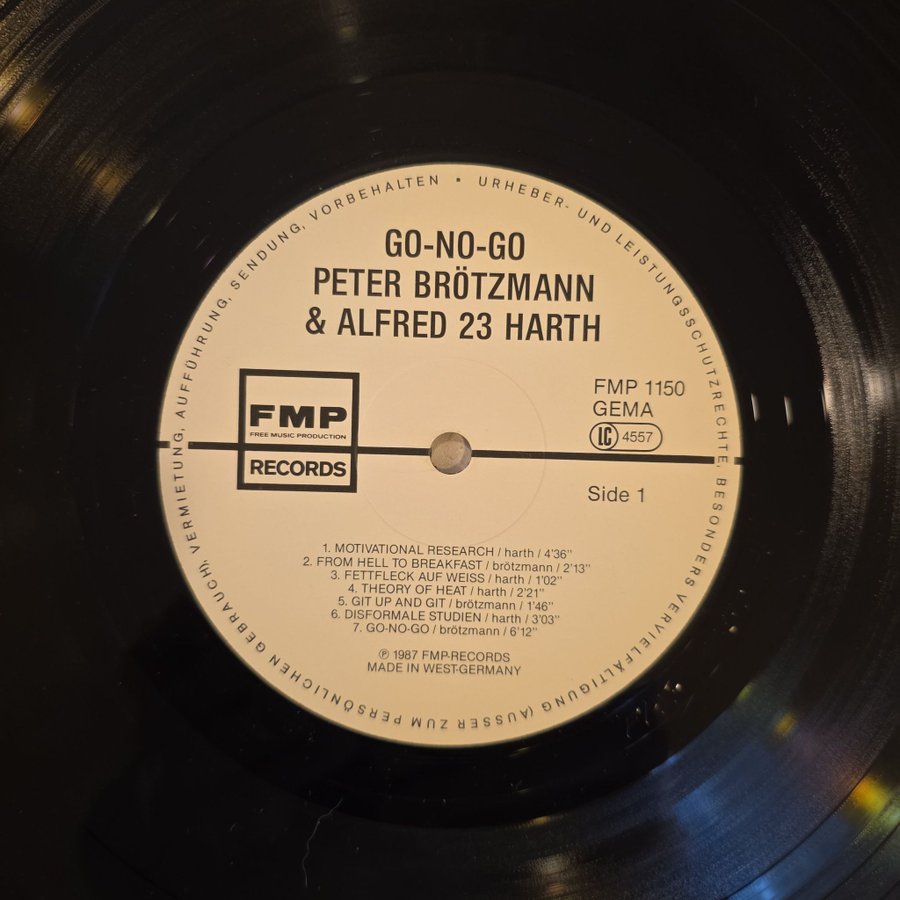 URHEBER- UND LEISTUNGSSCHUTZRECHTE, BESONDERS VERVIELFÄLTIGUNG (AUSSER ZUM PERSÖNLICHEN GEBRAUCH), VERMIETUNG, AUFFÜHRUNG, SENDUNG, VORBEHALTEN •
GO-NO-GO
PETER BRÖTZMANN
& ALFRED 23 HARTH
FMP
FREE MUSIC PRODUCTION
RECORDS
FMP 1150
GEMA
LC 4557
Side 1
1. MOTIVATIONAL RESEARCH / harth / 4'36"
2. FROM HELL TO BREAKFAST / brötzmann / 2'13"
3. FETTFLECK AUF WEISS / harth / 1'02"
4. THEORY OF HEAT / harth / 2'21"
5. GIT UP AND GIT / brötzmann / 1'46"
6. DISFORMALE STUDIEN / harth / 3'03"
7. GO-NO-GO / brötzmann / 6'12"
℗ 1987 FMP-RECORDS
MADE IN WEST-GERMANY